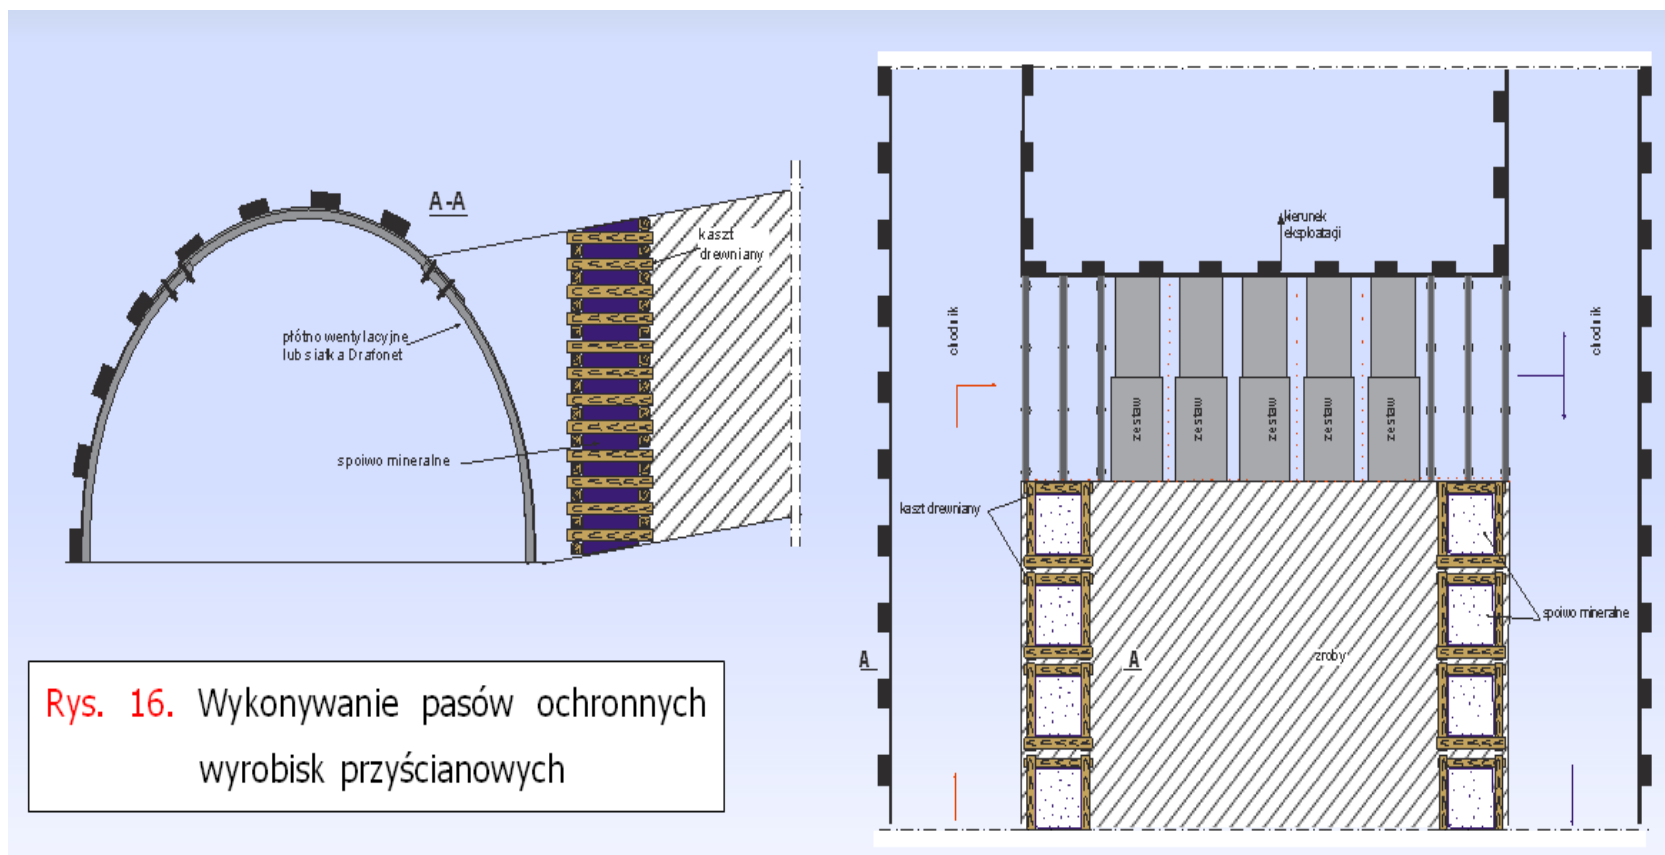 A-A
kaszt
drewniany
płótno wentylacyjne
lub siatka Drafonet
spoiwo mineralne
Rys. 16. Wykonywanie pasów ochronnych
wyrobisk przyścianowych
kierunek
eksploatacji
chodnik
chodnik
zestaw
zestaw
zestaw
zestaw
zestaw
kaszt drewniany
spoiwo mineralne
A
A
zroby